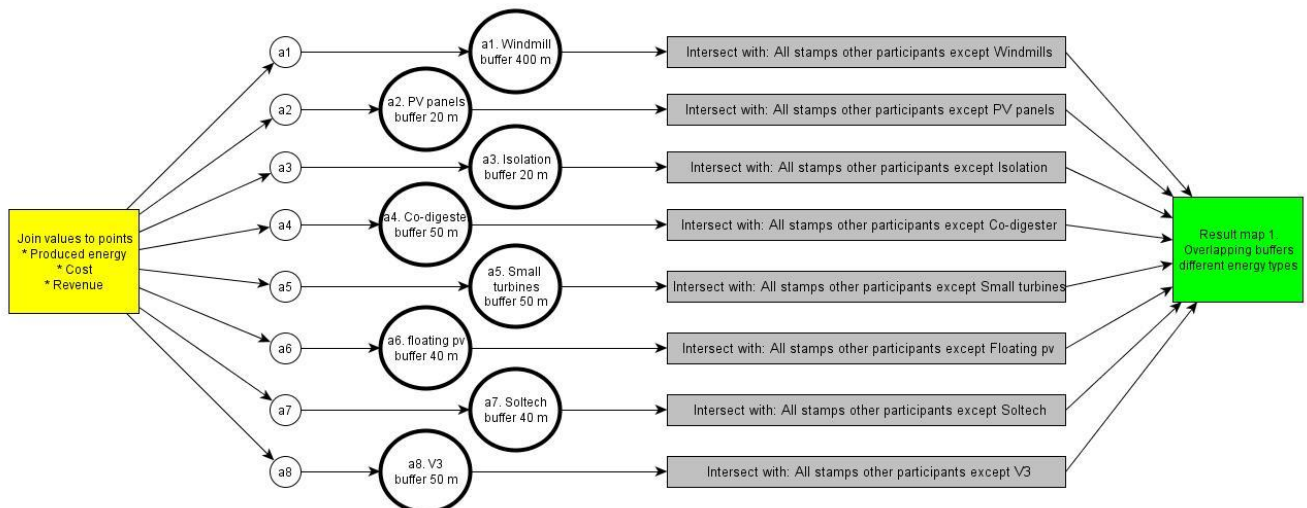 Join values to points
* Produced energy
* Cost
* Revenue
a1
a1. Windmill
buffer 400 m
Intersect with: All stamps other participants except Windmills
a2
a2. PV panels
buffer 20 m
Intersect with: All stamps other participants except PV panels
a3
a3. Isolation
buffer 20 m
Intersect with: All stamps other participants except Isolation
a4
a4. Co-digester
buffer 50 m
Intersect with: All stamps other participants except Co-digester
a5
a5. Small
turbines
buffer 50 m
Intersect with: All stamps other participants except Small turbines
a6
a6. floating pv
buffer 40 m
Intersect with: All stamps other participants except Floating pv
a7
a7. Soltech
buffer 40 m
Intersect with: All stamps other participants except Soltech
a8
a8. V3
buffer 50 m
Intersect with: All stamps other participants except V3
Result map 1.
Overlapping buffers
different energy types